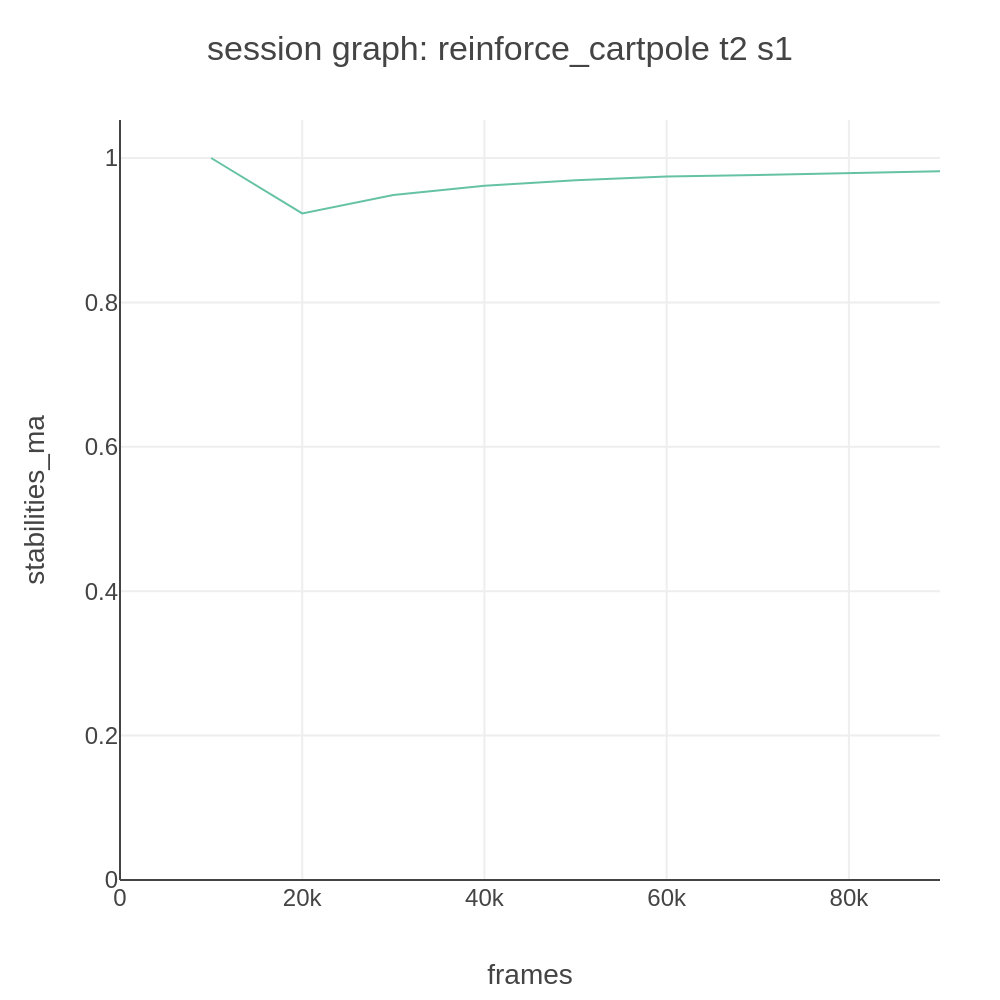 session graph: reinforce_cartpole t2 s1
stabilities_ma
1
0.8
0.6
0.4
0.2
0
0
20k
40k
60k
80k
frames